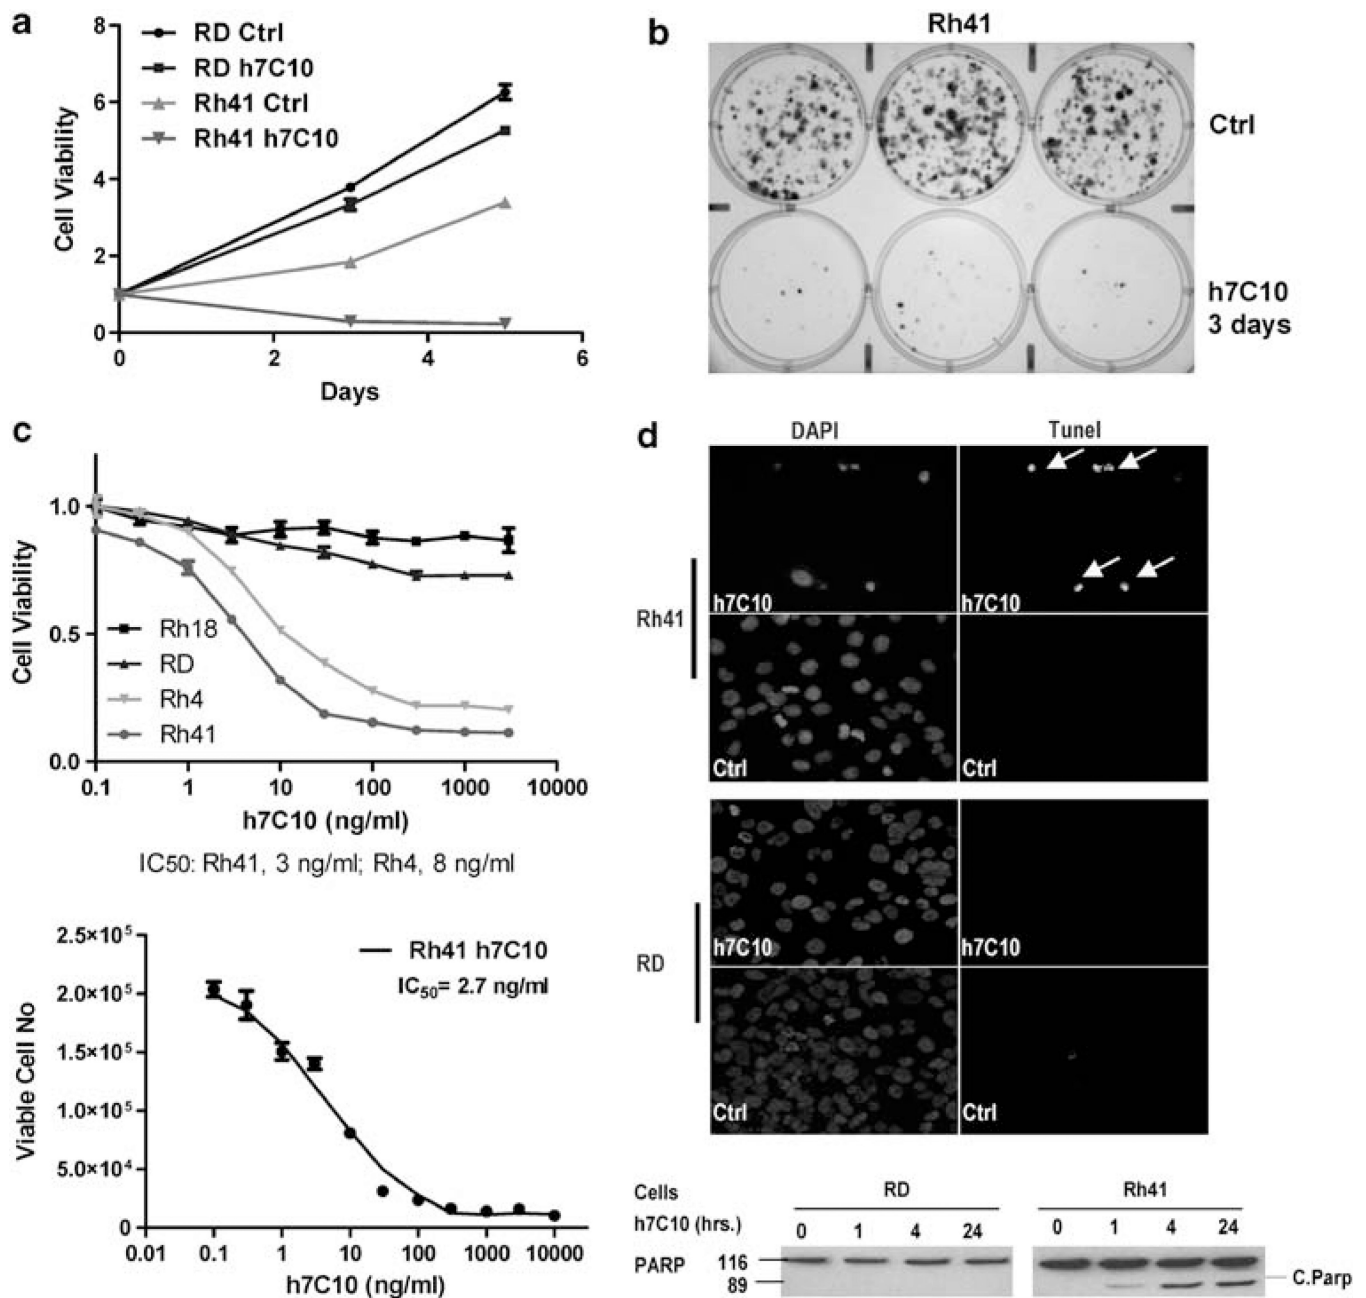 a
8
6
4
2
0
Cell Viability
RD Ctrl
RD h7C10
Rh41 Ctrl
Rh41 h7C10
0 2 4 6
Days
b
Rh41
Ctrl
h7C10
3 days
c
1.0
0.5
0.0
Cell Viability
Rh18
RD
Rh4
Rh41
0.1 1 10 100 1000 10000
h7C10 (ng/ml)
IC50: Rh41, 3 ng/ml; Rh4, 8 ng/ml
2.5×10⁵
2.0×10⁵
1.5×10⁵
1.0×10⁵
5.0×10⁴
0
Viable Cell No
Rh41 h7C10
IC₅₀= 2.7 ng/ml
0.01 0.1 1 10 100 1000 10000
h7C10 (ng/ml)
d
DAPI Tunel
Rh41
h7C10 h7C10
Ctrl Ctrl
RD
h7C10 h7C10
Ctrl Ctrl
Cells RD Rh41
h7C10 (hrs.) 0 1 4 24 0 1 4 24
PARP 116
89
C.Parp